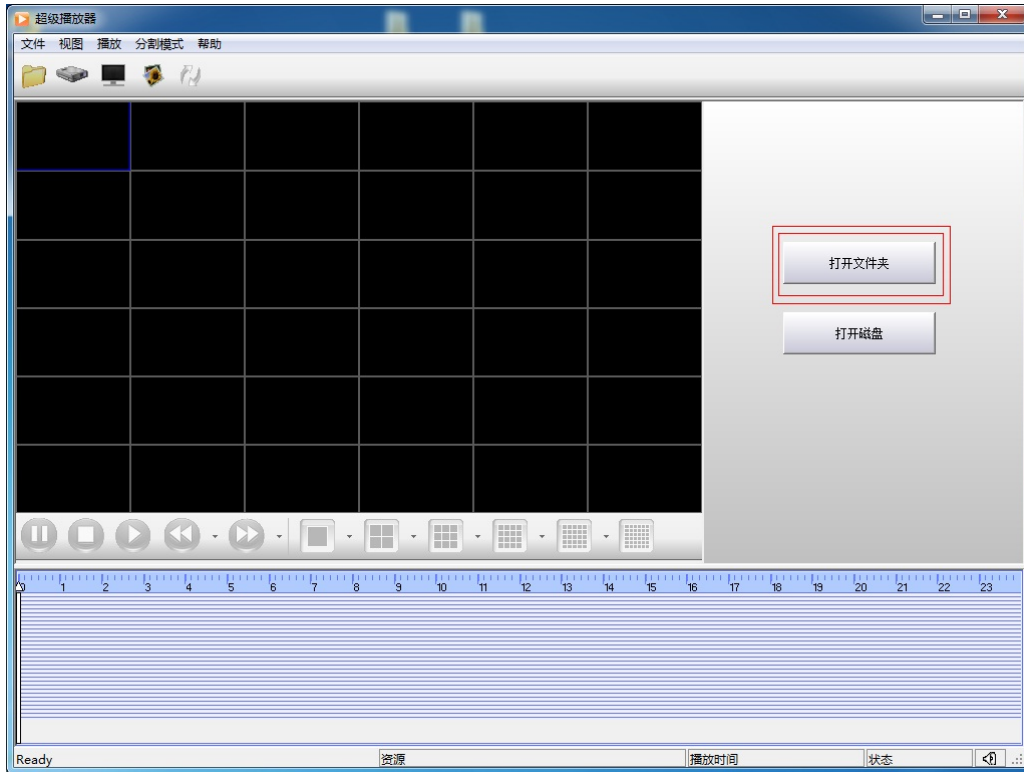 超级播放器
文件 视图 播放 分割模式 帮助
打开文件夹
打开磁盘
0 1 2 3 4 5 6 7 8 9 10 11 12 13 14 15 16 17 18 19 20 21 22 23
Ready 资源 播放时间 状态